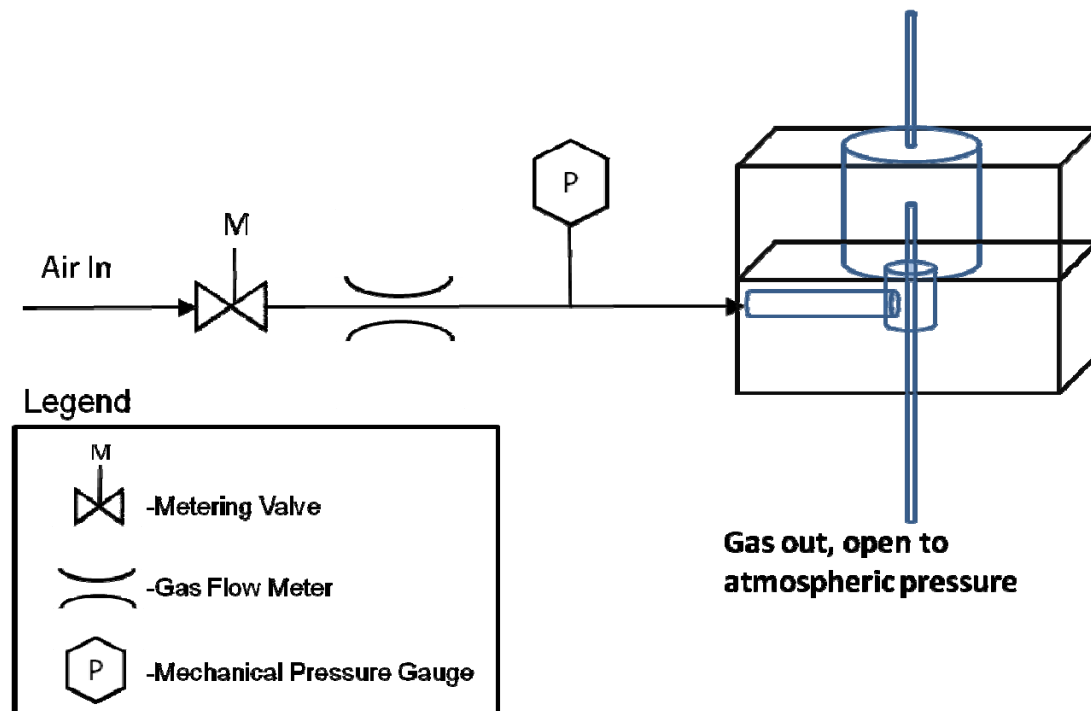 P
M
Air In
Legend
M
-Metering Valve
-Gas Flow Meter
P
-Mechanical Pressure Gauge
Gas out, open to
atmospheric pressure